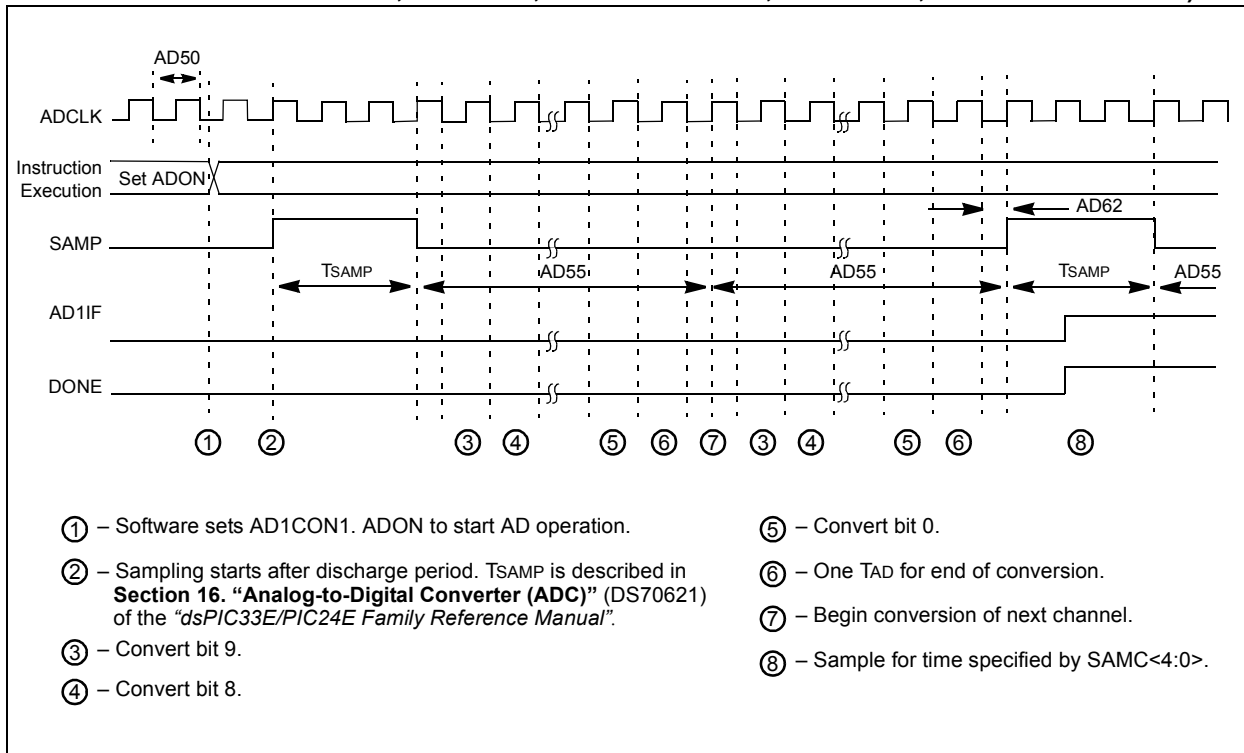 AD50
ADCLK
Instruction
Execution
Set ADON
AD62
SAMP
TSAMP
AD55
AD55
TSAMP
AD55
AD1IF
DONE
1 2 3 4 5 6 7 3 4 5 6 8
1 – Software sets AD1CON1. ADON to start AD operation.
2 – Sampling starts after discharge period. TSAMP is described in
Section 16. “Analog-to-Digital Converter (ADC)” (DS70621)
of the “dsPIC33E/PIC24E Family Reference Manual”.
3 – Convert bit 9.
4 – Convert bit 8.
5 – Convert bit 0.
6 – One TAD for end of conversion.
7 – Begin conversion of next channel.
8 – Sample for time specified by SAMC<4:0>.